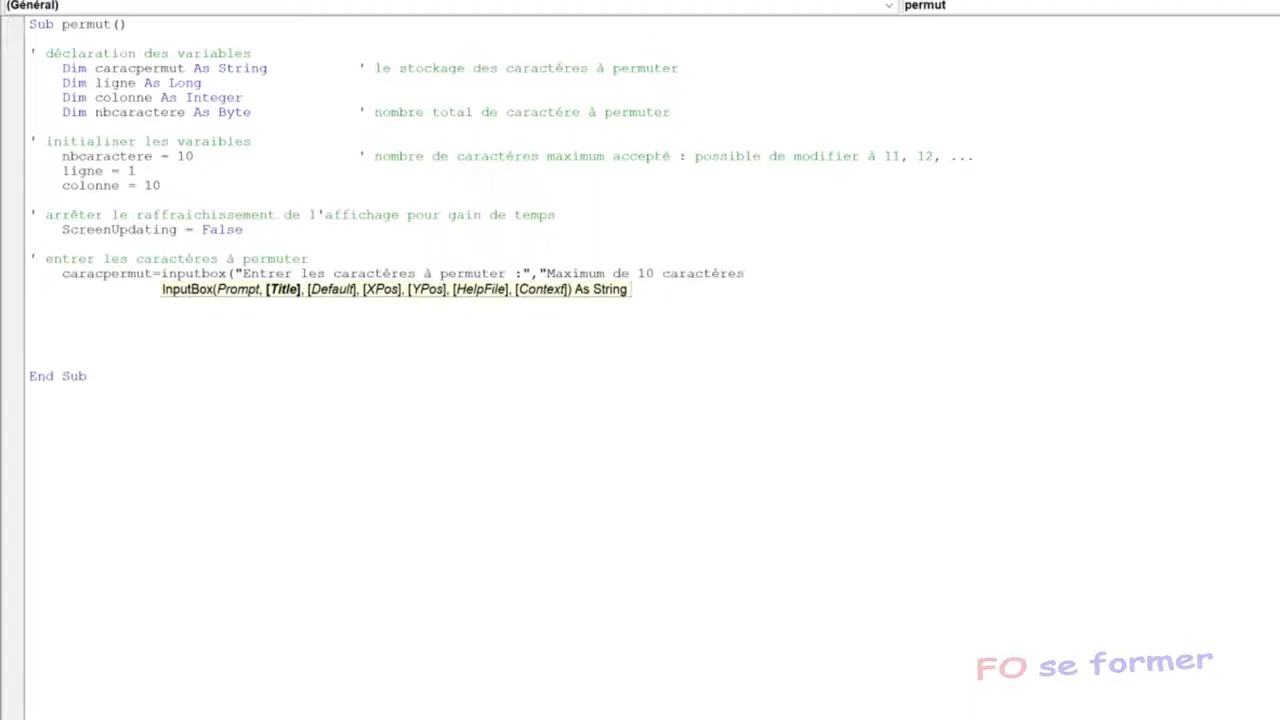 (Général)
permut
Sub permut()
' déclaration des variables
Dim caracpermut As String ' le stockage des caractères à permuter
Dim ligne As Long
Dim colonne As Integer
Dim nbcaractere As Byte ' nombre total de caractére à permuter
' initialiser les varaibles
nbcaractere = 10 ' nombre de caractères maximum accepté : possible de modifier à 11, 12, ...
ligne = 1
colonne = 10
' arrêter le raffraichissement de l'affichage pour gain de temps
ScreenUpdating = False
' entrer les caractères à permuter
caracpermut=inputbox("Entrer les caractères à permuter :","Maximum de 10 caractères
InputBox(Prompt, [Title], [Default], [XPos], [YPos], [HelpFile], [Context]) As String
End Sub
FO se former